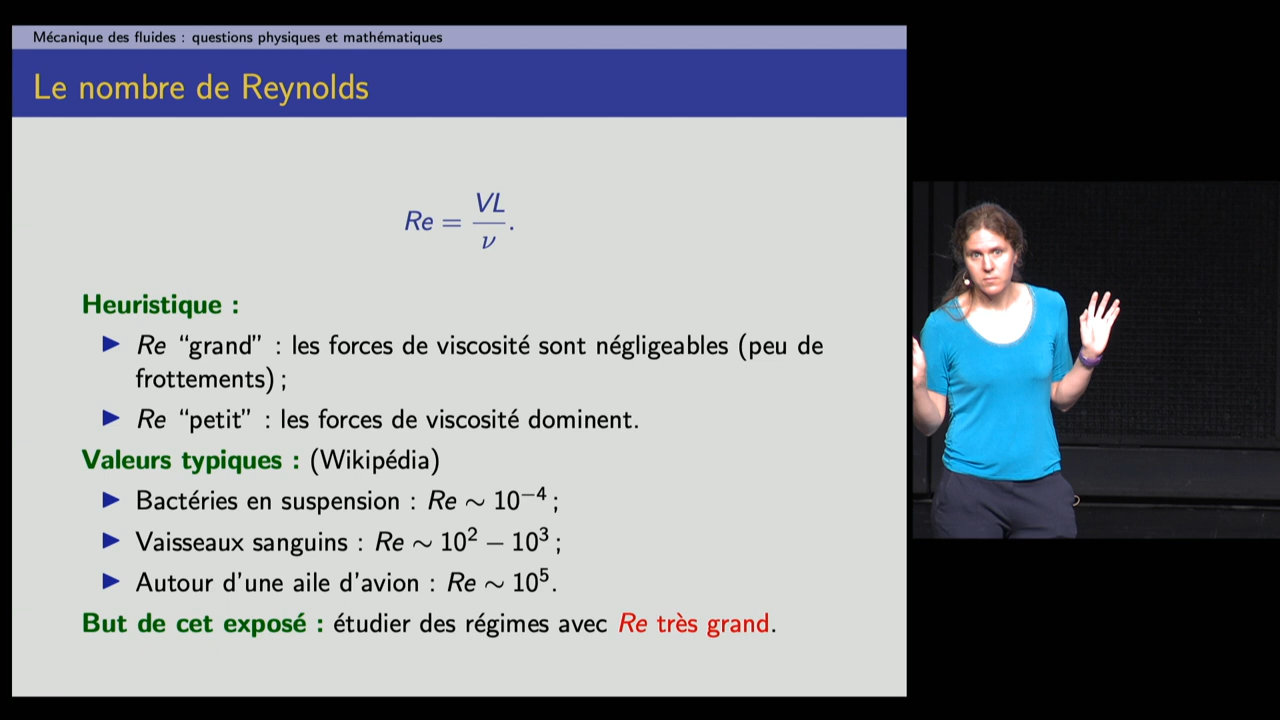 Mécanique des fluides : questions physiques et mathématiques
Le nombre de Reynolds
Re = VL/ν.
Heuristique :
▶ Re “grand” : les forces de viscosité sont négligeables (peu de
frottements) ;
▶ Re “petit” : les forces de viscosité dominent.
Valeurs typiques : (Wikipédia)
▶ Bactéries en suspension : Re ∼ 10⁻⁴ ;
▶ Vaisseaux sanguins : Re ∼ 10² − 10³ ;
▶ Autour d’une aile d’avion : Re ∼ 10⁵.
But de cet exposé : étudier des régimes avec Re très grand.